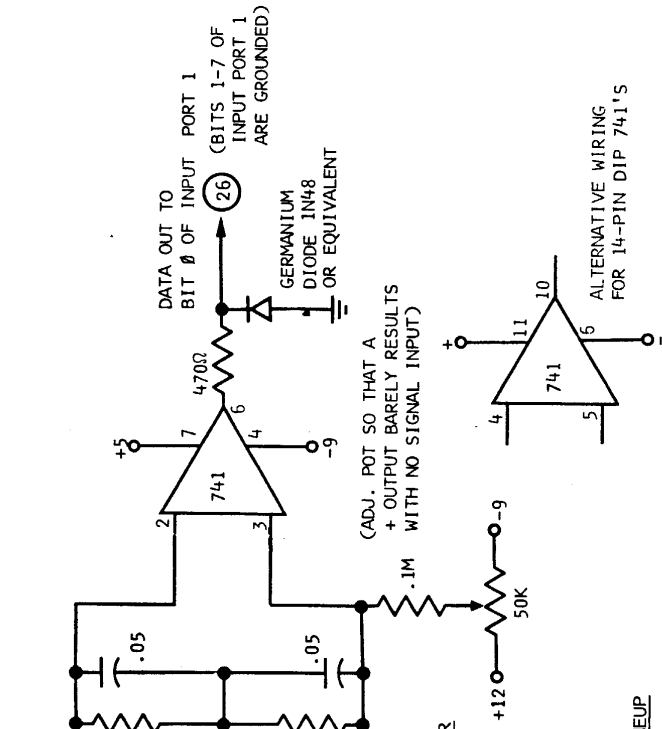 DATA OUT TO
BIT Ø OF INPUT PORT 1
26
(BITS 1-7 OF
INPUT PORT 1
ARE GROUNDED)
470Ω
GERMANIUM
DIODE 1N48
OR EQUIVALENT
+5
7
6
741
4
-9
2
3
(ADJ. POT SO THAT A
+ OUTPUT BARELY RESULTS
WITH NO SIGNAL INPUT)
.05
.05
.1M
50K
+12
-9
+
11
10
741
4
5
6
-
ALTERNATIVE WIRING
FOR 14-PIN DIP 741'S
R
EUP